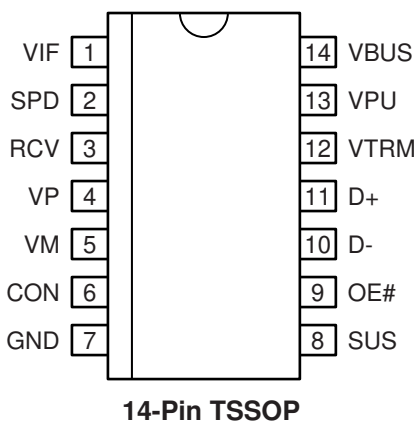 VIF 1 14 VBUS
SPD 2 13 VPU
RCV 3 12 VTRM
VP 4 11 D+
VM 5 10 D-
CON 6 9 OE#
GND 7 8 SUS
14-Pin TSSOP